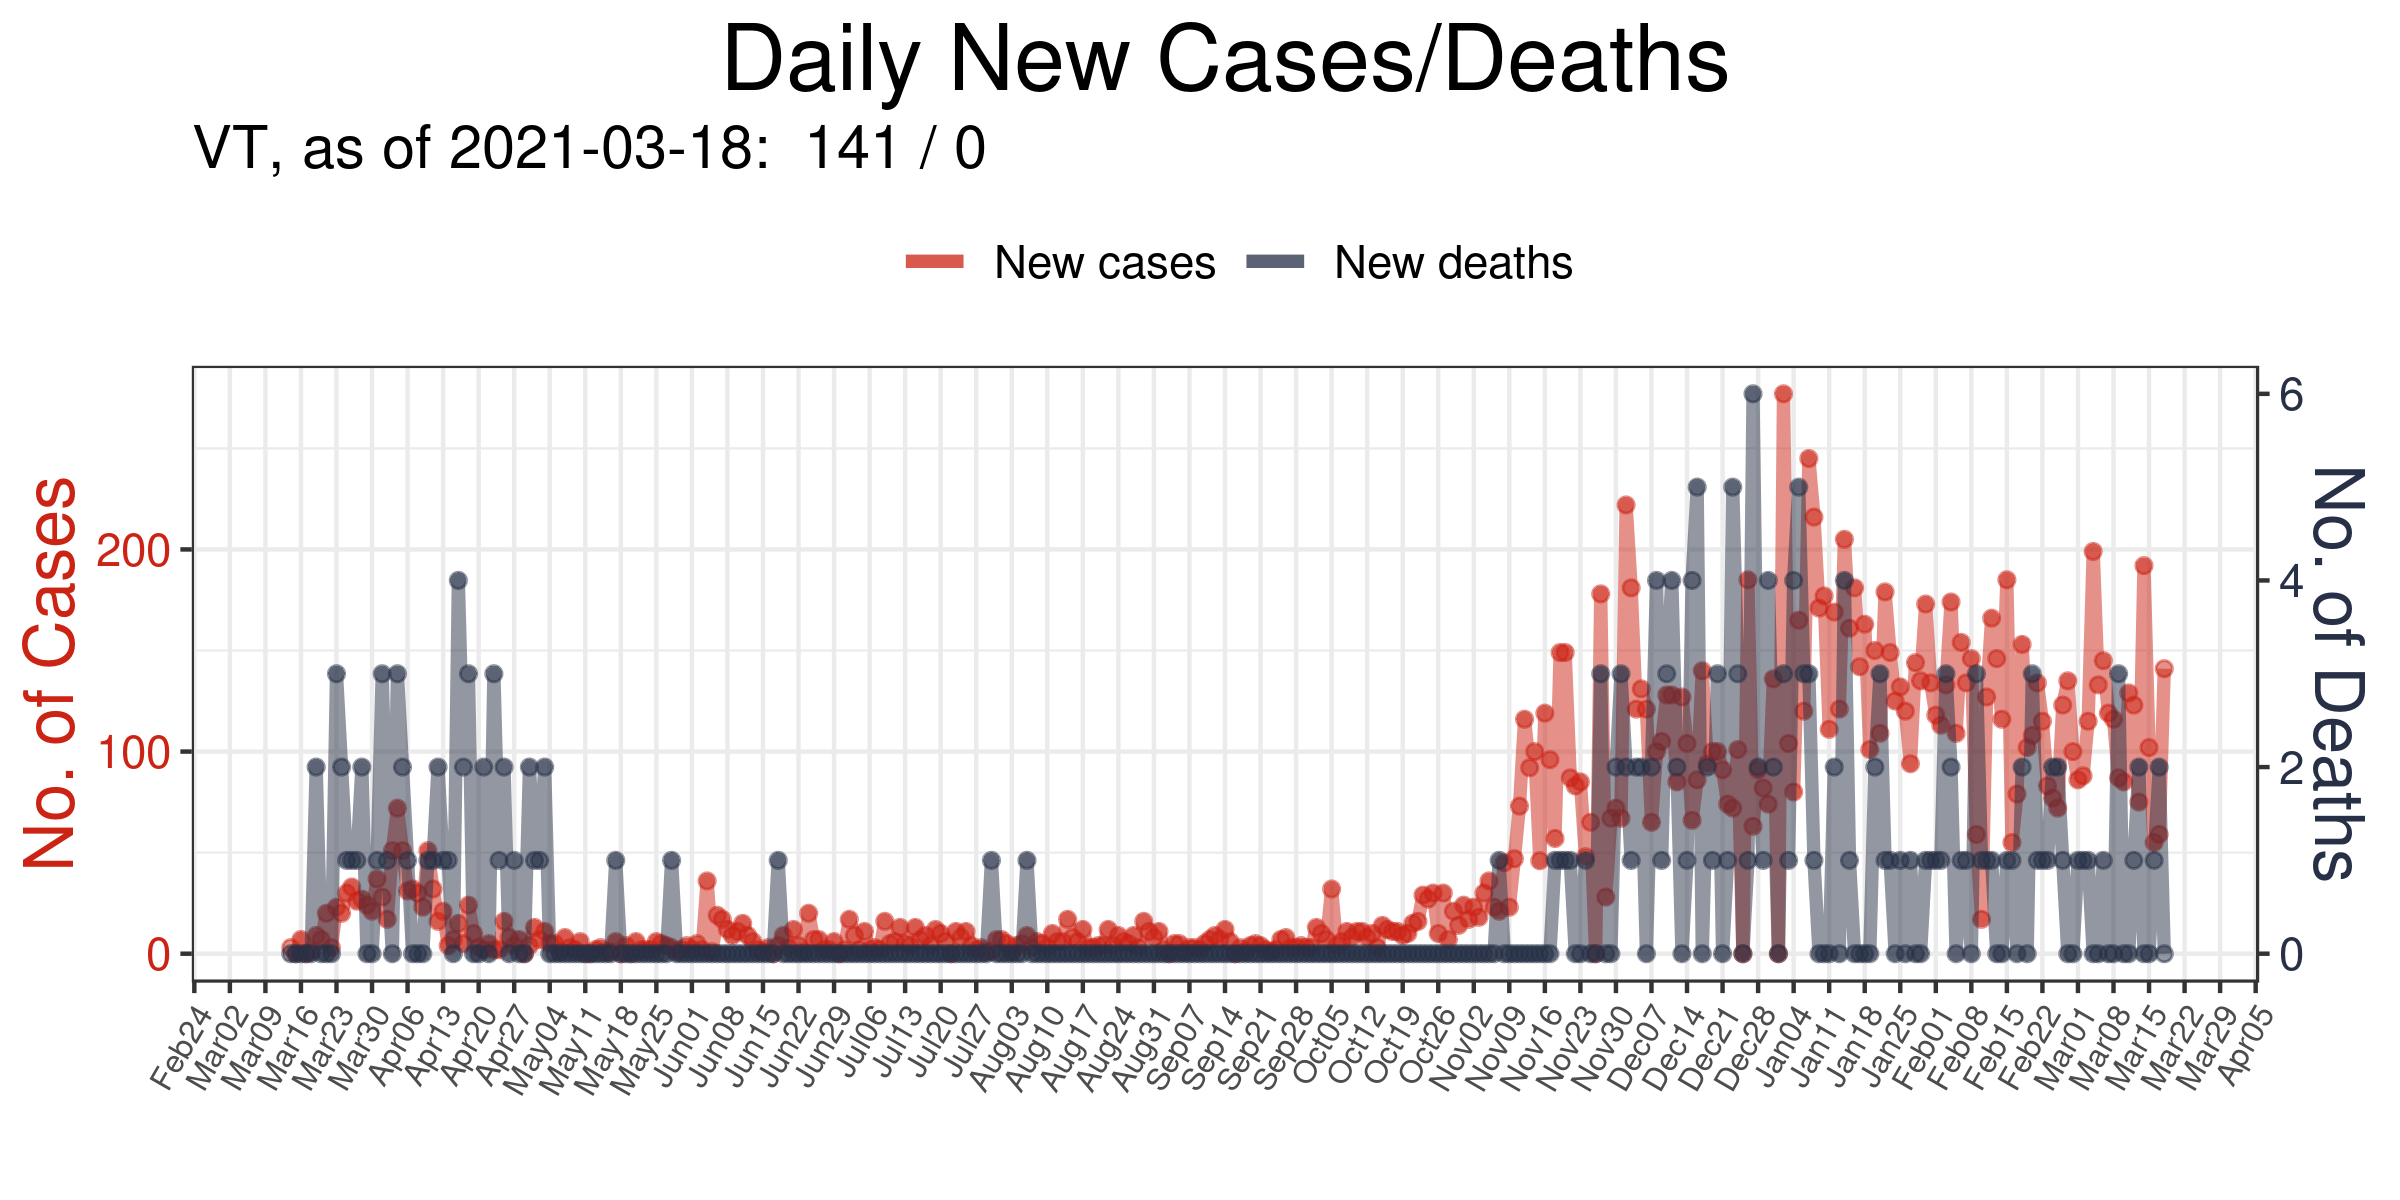 Daily New Cases/Deaths
VT, as of 2021-03-18:  141 / 0
New cases
New deaths
No. of Cases
200
100
0
6
4
2
0
No. of Deaths
Feb24
Mar02
Mar09
Mar16
Mar23
Mar30
Apr06
Apr13
Apr20
Apr27
May04
May11
May18
May25
Jun01
Jun08
Jun15
Jun22
Jun29
Jul06
Jul13
Jul20
Jul27
Aug03
Aug10
Aug17
Aug24
Aug31
Sep07
Sep14
Sep21
Sep28
Oct05
Oct12
Oct19
Oct26
Nov02
Nov09
Nov16
Nov23
Nov30
Dec07
Dec14
Dec21
Dec28
Dec04
Jan11
Jan18
Jan25
Feb01
Feb08
Feb15
Feb22
Mar01
Mar08
Mar15
Mar22
Mar29
Apr05